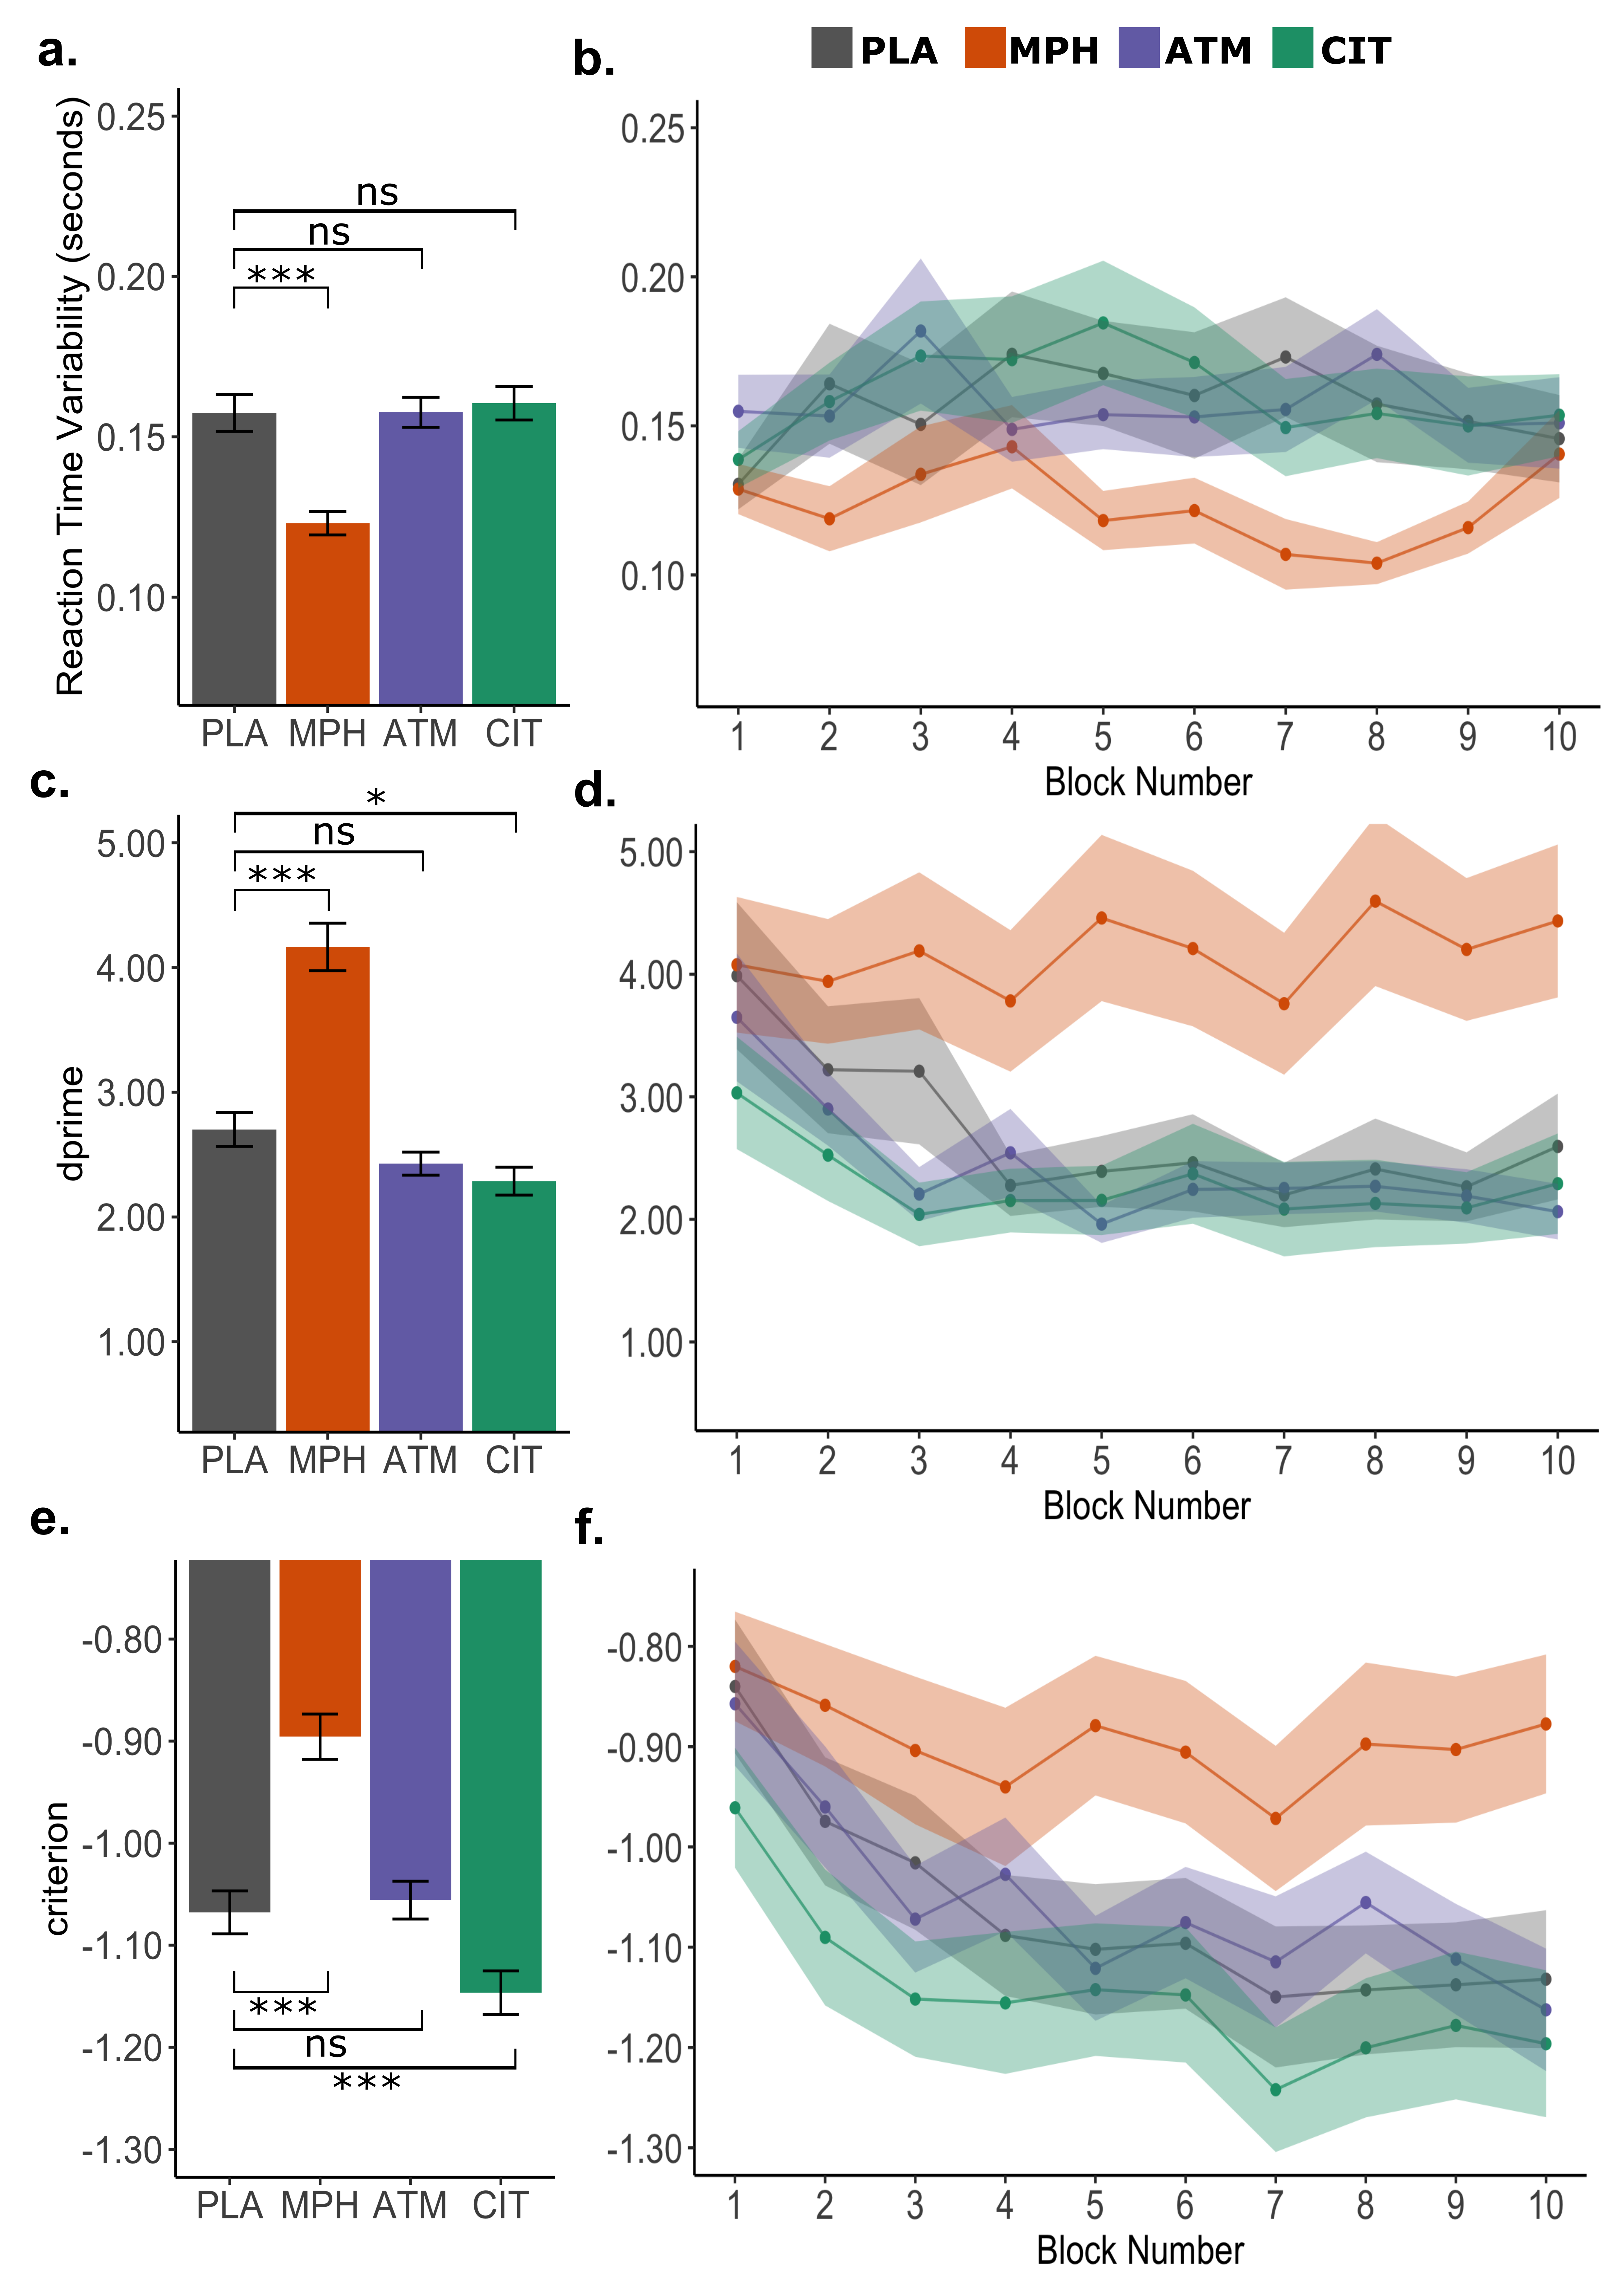 a.
b.
PLA MPH ATM CIT
Reaction Time Variability (seconds)
0.25
0.20
0.15
0.10
ns
ns
***
PLA MPH ATM CIT
0.25
0.20
0.15
0.10
1 2 3 4 5 6 7 8 9 10
Block Number
c.
d.
dprime
5.00
4.00
3.00
2.00
1.00
*
ns
***
PLA MPH ATM CIT
5.00
4.00
3.00
2.00
1.00
1 2 3 4 5 6 7 8 9 10
Block Number
e.
f.
criterion
-0.80
-0.90
-1.00
-1.10
-1.20
-1.30
***
ns
***
PLA MPH ATM CIT
-0.80
-0.90
-1.00
-1.10
-1.20
-1.30
1 2 3 4 5 6 7 8 9 10
Block Number